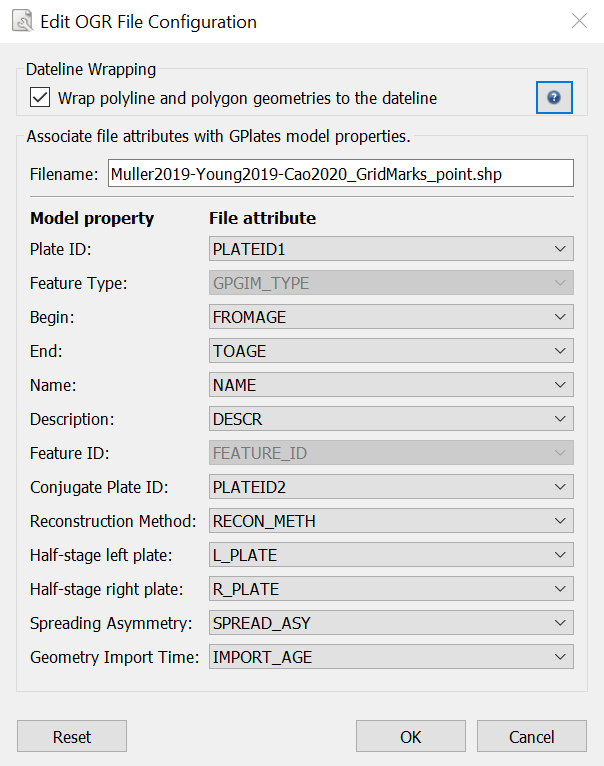 Edit OGR File Configuration
Dateline Wrapping
Wrap polyline and polygon geometries to the dateline
?
Associate file attributes with GPlates model properties.
Filename: Muller2019-Young2019-Cao2020_GridMarks_point.shp
Model property File attribute
Plate ID: PLATEID1
Feature Type: GPGIM_TYPE
Begin: FROMAGE
End: TOAGE
Name: NAME
Description: DESCR
Feature ID: FEATURE_ID
Conjugate Plate ID: PLATEID2
Reconstruction Method: RECON_METH
Half-stage left plate: L_PLATE
Half-stage right plate: R_PLATE
Spreading Asymmetry: SPREAD_ASY
Geometry Import Time: IMPORT_AGE
Reset OK Cancel